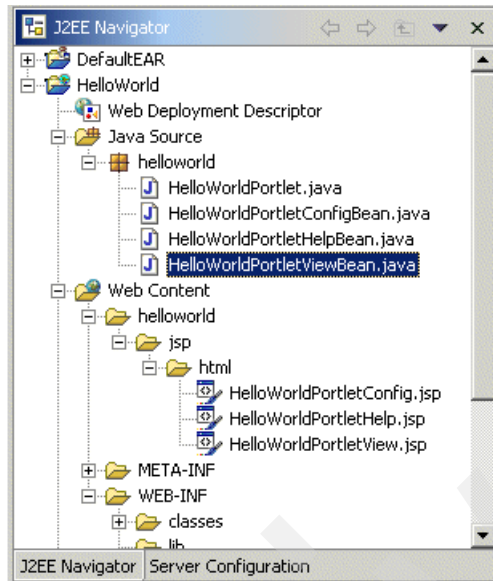 J2EE Navigator
DefaultEAR
HelloWorld
Web Deployment Descriptor
Java Source
helloworld
HelloWorldPortlet.java
HelloWorldPortletConfigBean.java
HelloWorldPortletHelpBean.java
HelloWorldPortletViewBean.java
Web Content
helloworld
jsp
html
HelloWorldPortletConfig.jsp
HelloWorldPortletHelp.jsp
HelloWorldPortletView.jsp
META-INF
WEB-INF
classes
lib
J2EE Navigator Server Configuration